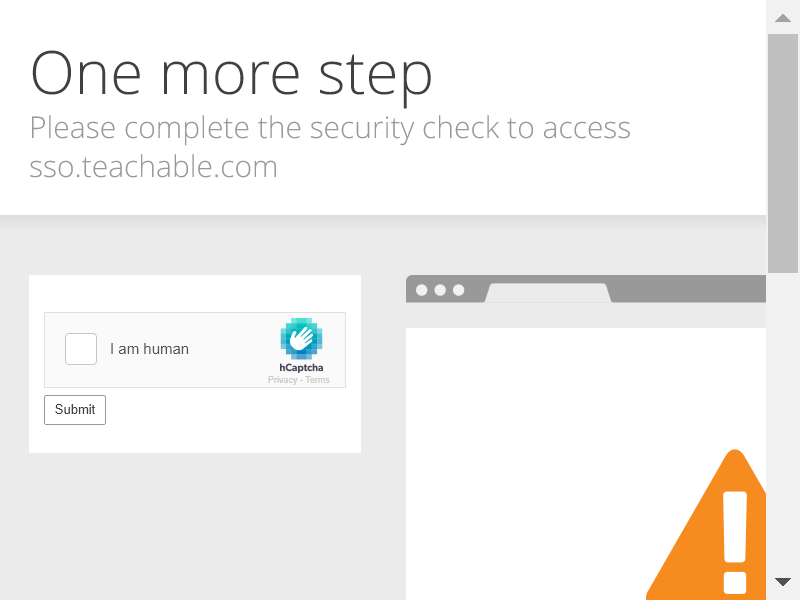 One more step
Please complete the security check to access
sso.teachable.com
I am human
hCaptcha
Privacy - Terms
Submit